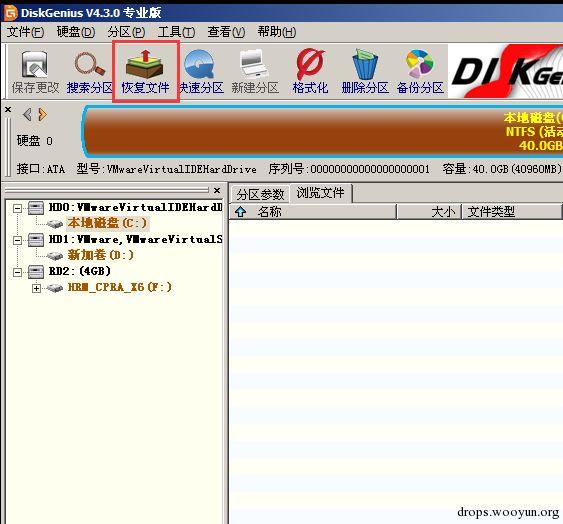 DiskGenius V4.3.0 专业版
文件(F) 硬盘(D) 分区(P) 工具(T) 查看(V) 帮助(H)
保存更改 搜索分区 恢复文件 快速分区 新建分区 格式化 删除分区 备份分区
DISKGen
硬盘 0
本地磁盘(C
NTFS (活动
40.0GB
接口:ATA 型号:VMwareVirtualIDEHardDrive 序列号:00000000000000000001 容量:40.0GB(40960MB)
HD0:VMwareVirtualIDEHardD
本地磁盘(C:)
HD1:VMware,VMwareVirtualS
新加卷(D:)
RD2:(4GB)
HRM_CPRA_X6(F:)
分区参数 浏览文件
名称 大小 文件类型
drops.wooyun.org